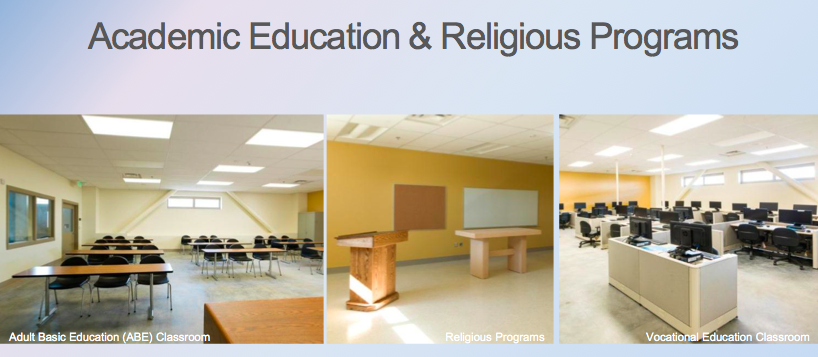 Academic Education & Religious Programs
Adult Basic Education (ABE) Classroom
Religious Programs
Vocational Education Classroom